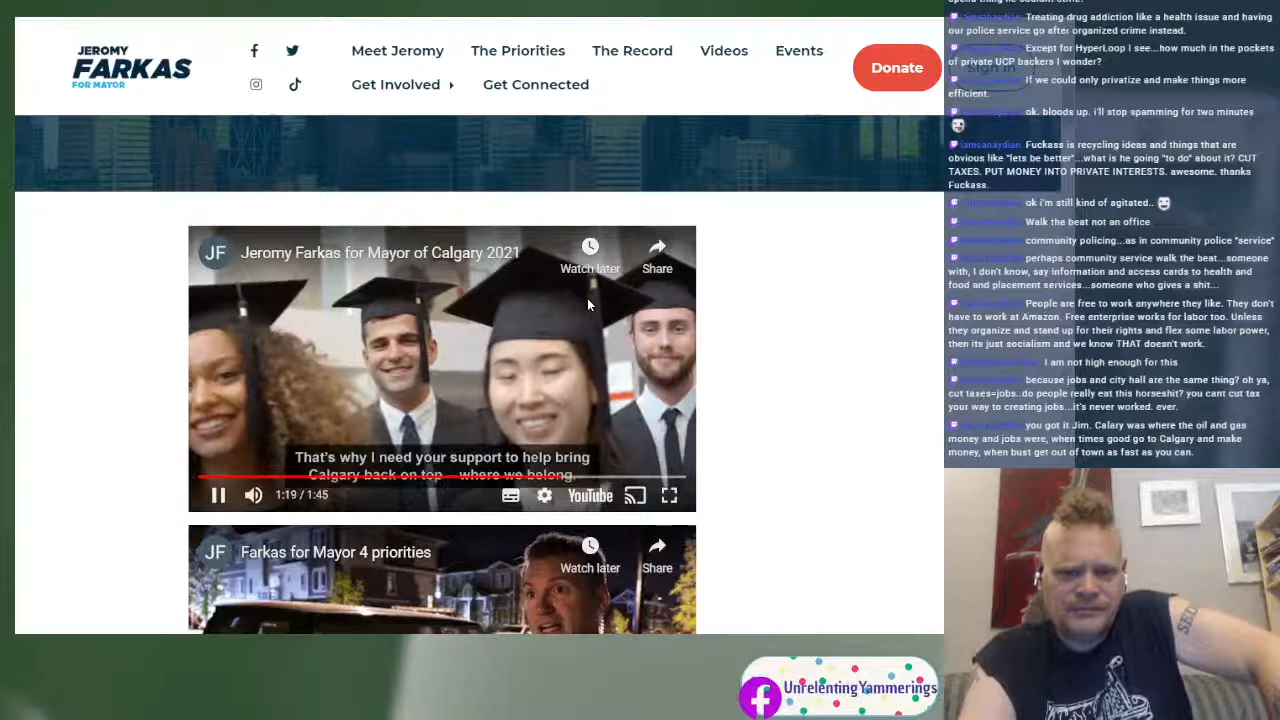 JEROMY
FARKAS
FOR MAYOR
Meet Jeromy
The Priorities
The Record
Videos
Events
Get Involved
Get Connected
Donate
JF
Jeromy Farkas for Mayor of Calgary 2021
Watch later
Share
That's why I need your support to help bring
Calgary back on top... where we belong.
1:19 / 1:45
YouTube
JF
Farkas for Mayor 4 priorities
Watch later
Share
Treating drug addiction like a health issue and having
our police service go after organized crime instead.
Except for HyperLoop I see...how much in the pockets
of private UCP backers I wonder?
sign in
If we could only privatize and make things more
efficient.
ok. bloods up. i'll stop spamming for two minutes
iamcanaydian: Fuckass is recycling ideas and things that are
obvious like "lets be better"...what is he going "to do" about it? CUT
TAXES. PUT MONEY INTO PRIVATE INTERESTS. awesome. thanks
Fuckass.
ok i'm still kind of agitated..
Walk the beat not an office
community policing...as in community police "service"
perhaps community service walk the beat...someone
with, I don't know, say information and access cards to health and
food and placement services...someone who gives a shit...
People are free to work anywhere they like. They don't
have to work at Amazon. Free enterprise works for labor too. Unless
they organize and stand up for their rights and flex some labor power,
then its just socialism and we know THAT doesn't work.
I am not high enough for this
because jobs and city hall are the same thing? oh ya,
cut taxes=jobs..do people really eat this horseshit? you cant cut tax
your way to creating jobs...it's never worked. ever.
you got it Jim. Calary was where the oil and gas
money and jobs were, when times good go to Calgary and make
money, when bust get out of town as fast as you can.
UnrelentingYammerings